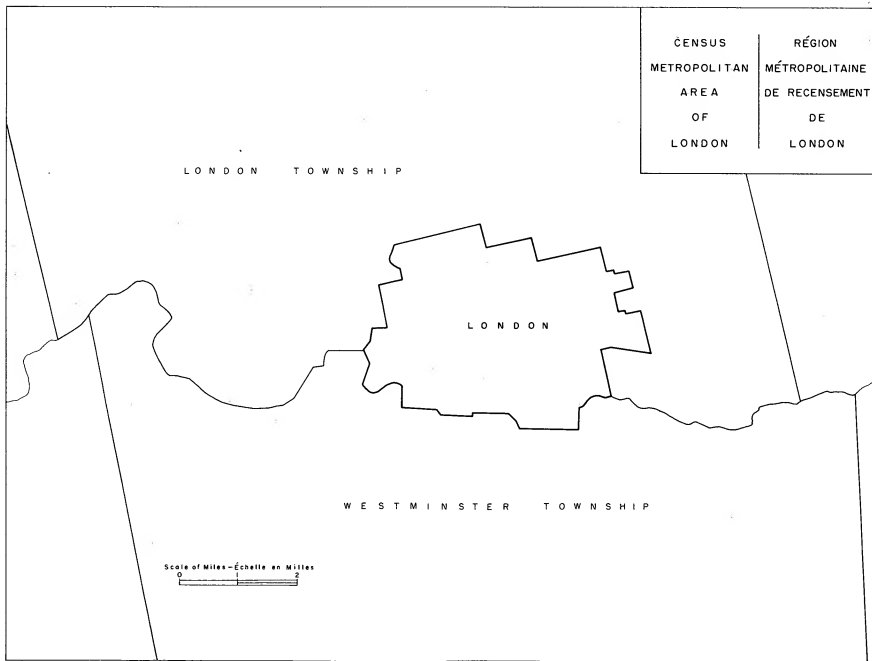 CENSUS
METROPOLITAN
AREA
OF
LONDON
RÉGION
MÉTROPOLITAINE
DE RECENSEMENT
DE
LONDON
LONDON TOWNSHIP
LONDON
WESTMINSTER TOWNSHIP
Scale of Miles - Échelle en Milles
0 1 2